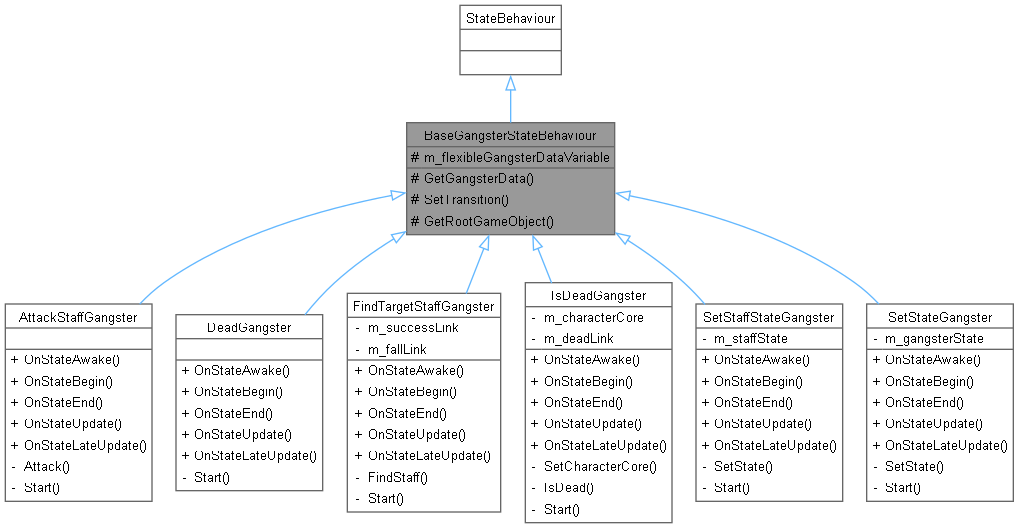 StateBehaviour
BaseGangsterStateBehaviour
# m_flexibleGangsterDataVariable
# GetGangsterData()
# SetTransition()
# GetRootGameObject()
AttackStaffGangster
+ OnStateAwake()
+ OnStateBegin()
+ OnStateEnd()
+ OnStateUpdate()
+ OnStateLateUpdate()
- Attack()
- Start()
DeadGangster
+ OnStateAwake()
+ OnStateBegin()
+ OnStateEnd()
+ OnStateUpdate()
+ OnStateLateUpdate()
- Start()
FindTargetStaffGangster
- m_successLink
- m_failLink
+ OnStateAwake()
+ OnStateBegin()
+ OnStateEnd()
+ OnStateUpdate()
+ OnStateLateUpdate()
- FindStaff()
- Start()
IsDeadGangster
- m_characterCore
- m_deadLink
+ OnStateAwake()
+ OnStateBegin()
+ OnStateEnd()
+ OnStateUpdate()
+ OnStateLateUpdate()
- SetCharacterCore()
- IsDead()
- Start()
SetStaffStateGangster
- m_staffState
+ OnStateAwake()
+ OnStateBegin()
+ OnStateEnd()
+ OnStateUpdate()
+ OnStateLateUpdate()
- SetState()
- Start()
SetStateGangster
- m_gangsterState
+ OnStateAwake()
+ OnStateBegin()
+ OnStateEnd()
+ OnStateUpdate()
+ OnStateLateUpdate()
- SetState()
- Start()